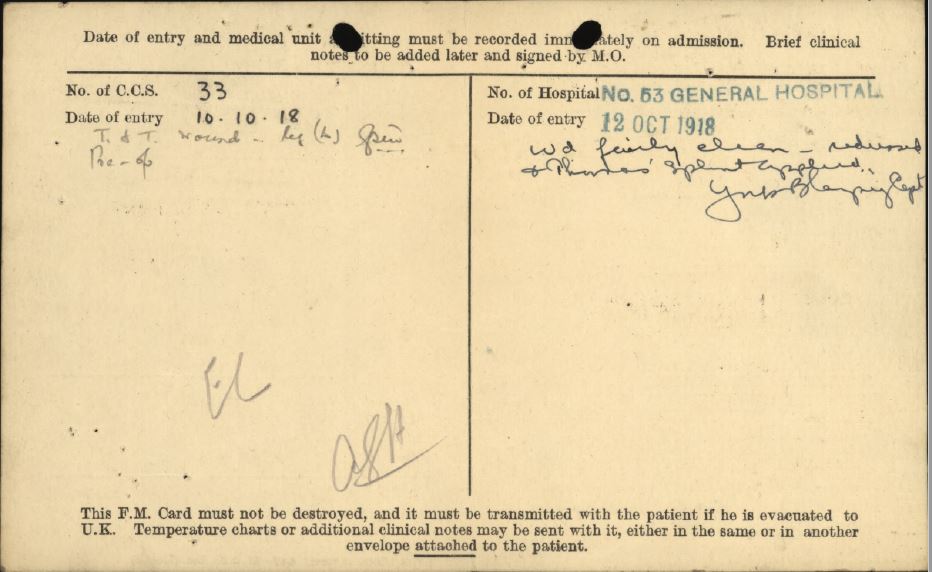 Date of entry and medical unit admitting must be recorded immediately on admission. Brief clinical
notes to be added later and signed by M.O.
No. of C.C.S. 33
Date of entry 10.10.18
T. & T. wound - leg (L)
Pre-op
EL
No. of Hospital No. 53 GENERAL HOSPITAL.
Date of entry 12 OCT 1918
wd fairly clean - redressed
& Thomas' Splint applied.
Capt
This F.M. Card must not be destroyed, and it must be transmitted with the patient if he is evacuated to
U.K. Temperature charts or additional clinical notes may be sent with it, either in the same or in another
envelope attached to the patient.